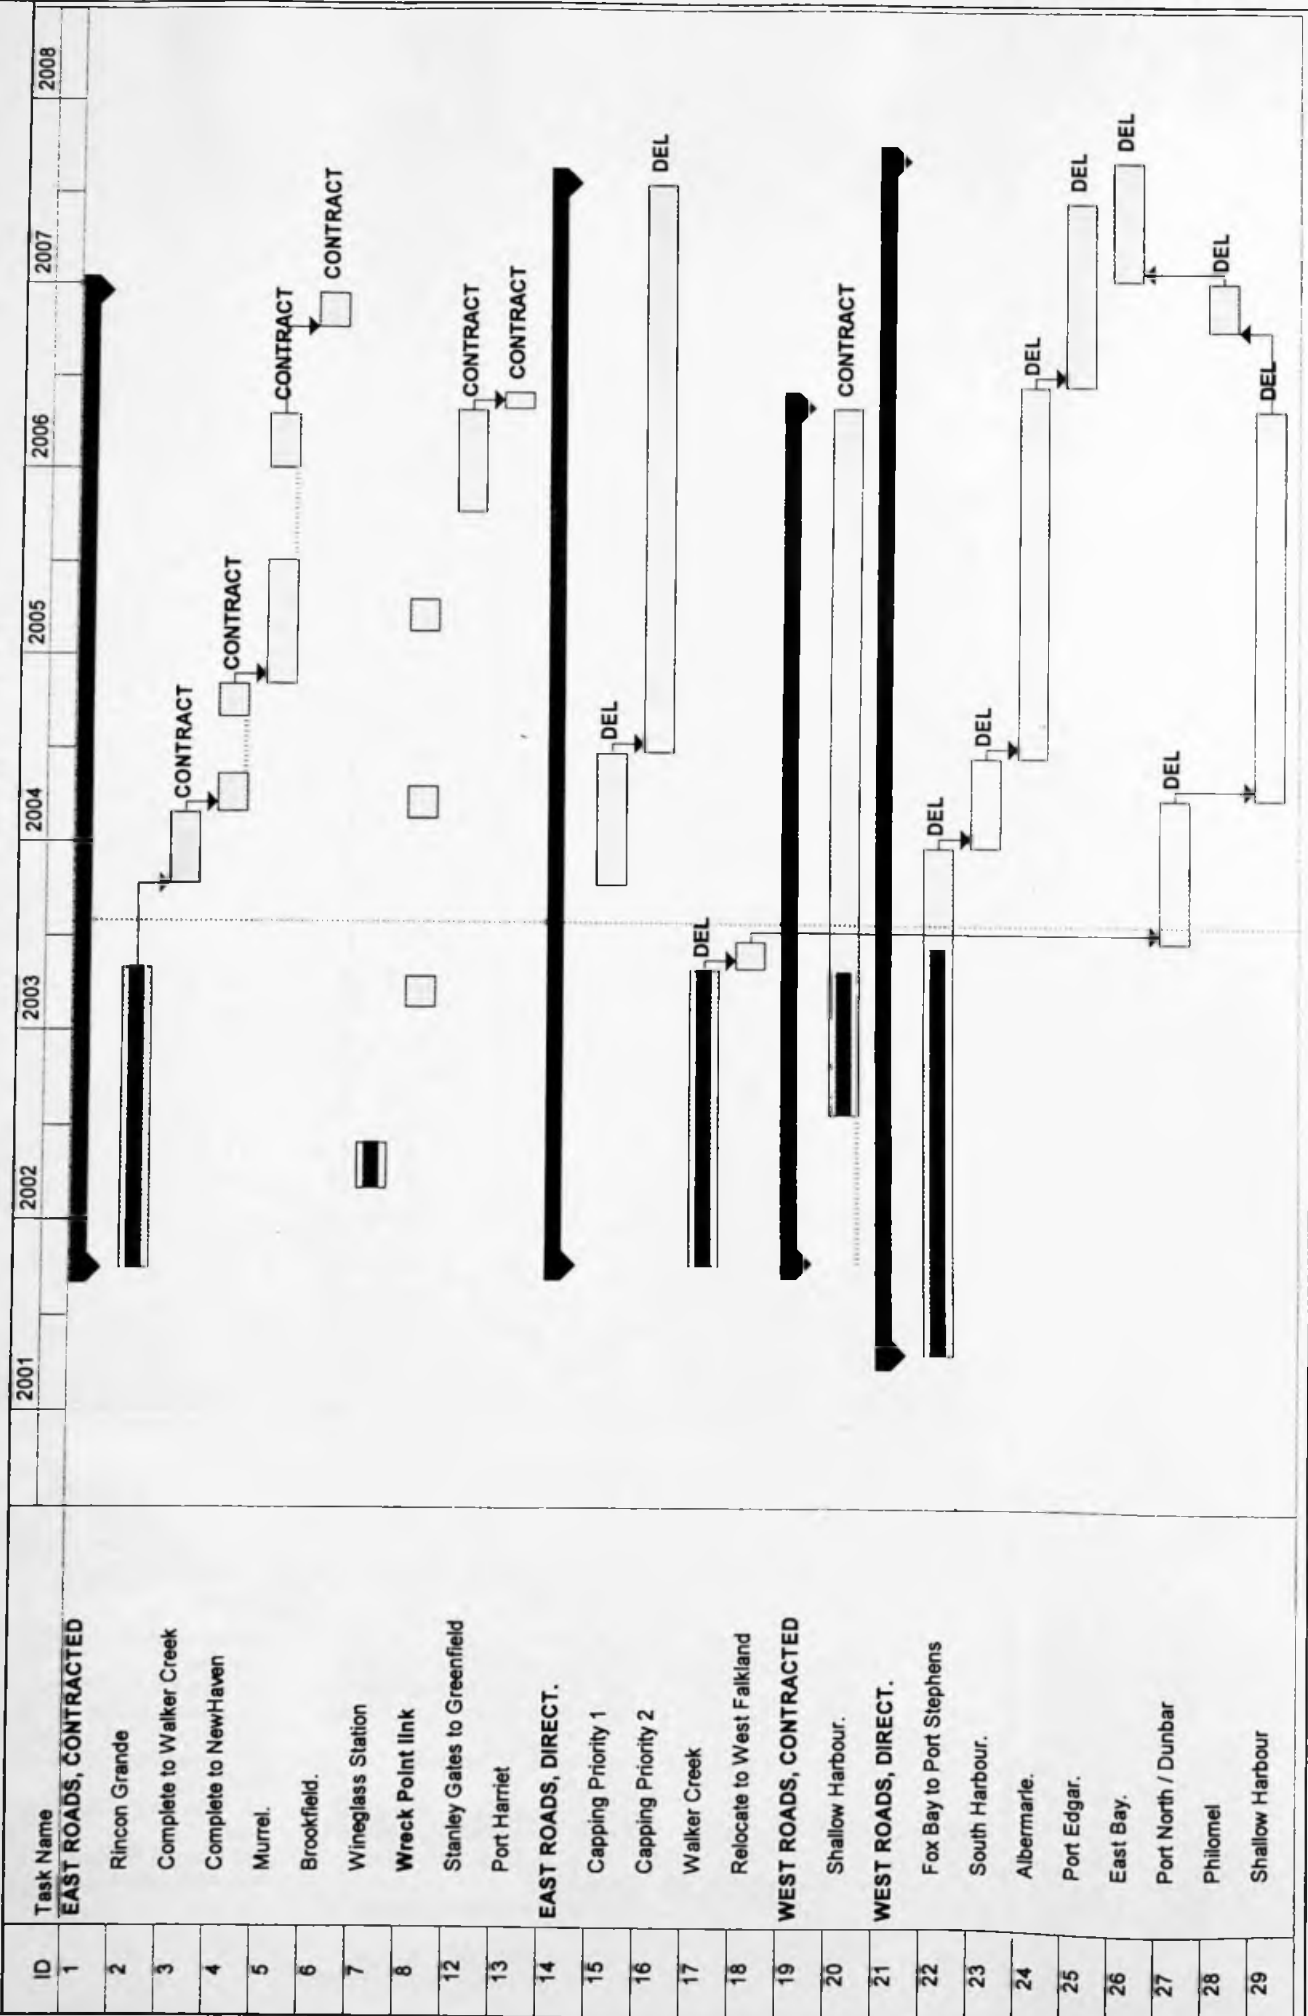 ID Task Name 2001 2002 2003 2004 2005 2006 2007 2008
1 EAST ROADS, CONTRACTED
2 Rincon Grande
3 Complete to Walker Creek CONTRACT
4 Complete to NewHaven CONTRACT
5 Murrel. CONTRACT
6 Brookfield. CONTRACT
7 Wineglass Station
8 Wreck Point link
12 Stanley Gates to Greenfield CONTRACT
13 Port Harriet CONTRACT
14 EAST ROADS, DIRECT.
15 Capping Priority 1 DEL
16 Capping Priority 2 DEL
17 Walker Creek DEL
18 Relocate to West Falkland
19 WEST ROADS, CONTRACTED
20 Shallow Harbour. CONTRACT
21 WEST ROADS, DIRECT.
22 Fox Bay to Port Stephens DEL
23 South Harbour. DEL
24 Albermarle. DEL
25 Port Edgar. DEL
26 East Bay. DEL
27 Port North / Dunbar DEL
28 Philomel DEL
29 Shallow Harbour DEL